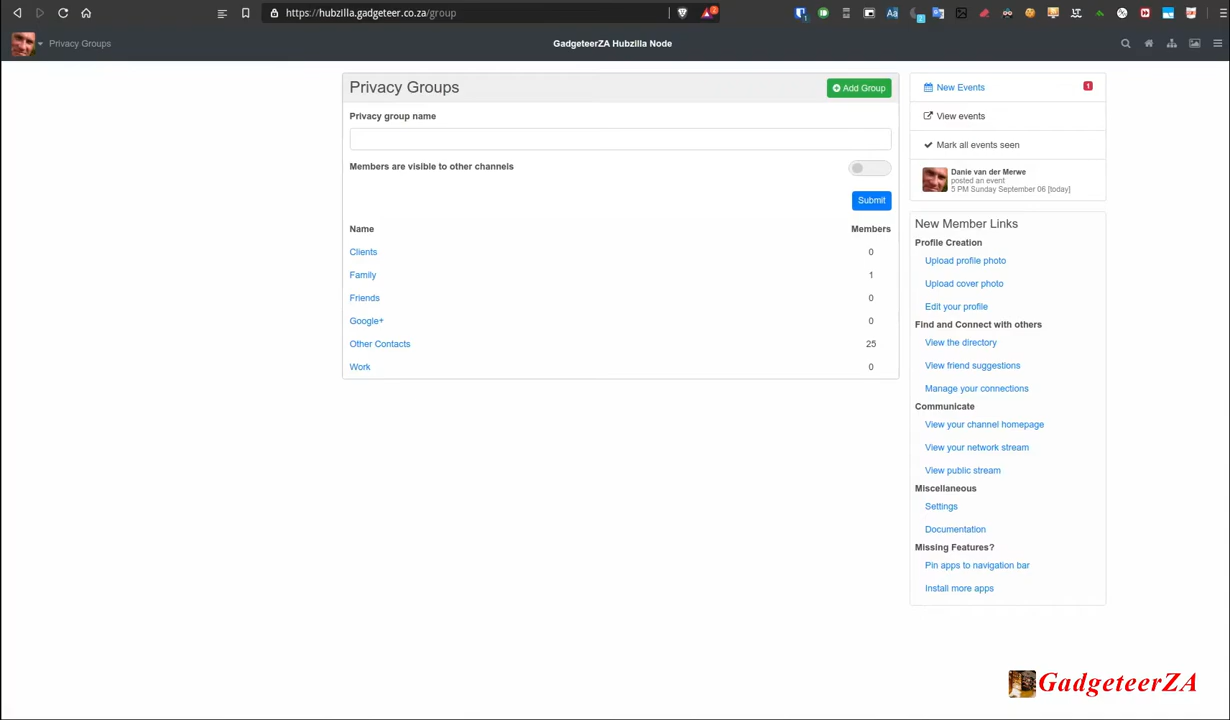 https://hubzilla.gadgeteer.co.za/group
Privacy Groups
GadgeteerZA Hubzilla Node
Privacy Groups
Add Group
Privacy group name
Members are visible to other channels
Submit
Name Members
Clients 0
Family 1
Friends 0
Google+ 0
Other Contacts 25
Work 0
New Events 1
View events
Mark all events seen
Danie van der Merwe
posted an event
5 PM Sunday September 06 [today]
New Member Links
Profile Creation
Upload profile photo
Upload cover photo
Edit your profile
Find and Connect with others
View the directory
View friend suggestions
Manage your connections
Communicate
View your channel homepage
View your network stream
View public stream
Miscellaneous
Settings
Documentation
Missing Features?
Pin apps to navigation bar
Install more apps
GadgeteerZA